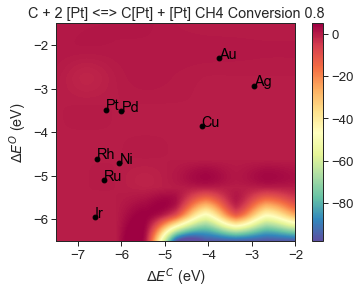 C + 2 [Pt] <=> C[Pt] + [Pt] CH4 Conversion 0.8
ΔE^O (eV)
−2
−3
−4
−5
−6
Au
Ag
Cu
Pt
Pd
Rh
Ni
Ru
Ir
0
−20
−40
−60
−80
−7
−6
−5
−4
−3
−2
ΔE^C (eV)